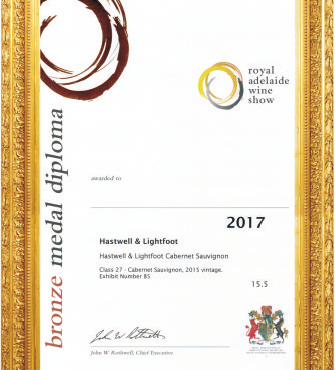 bronze medal diploma
royal
adelaide
wine
show
awarded to
2017
Hastwell & Lightfoot
Hastwell & Lightfoot Cabernet Sauvignon
Class 27 - Cabernet Sauvignon, 2015 vintage.
Exhibit Number 85
15.5
John W Rothwell, Chief Executive